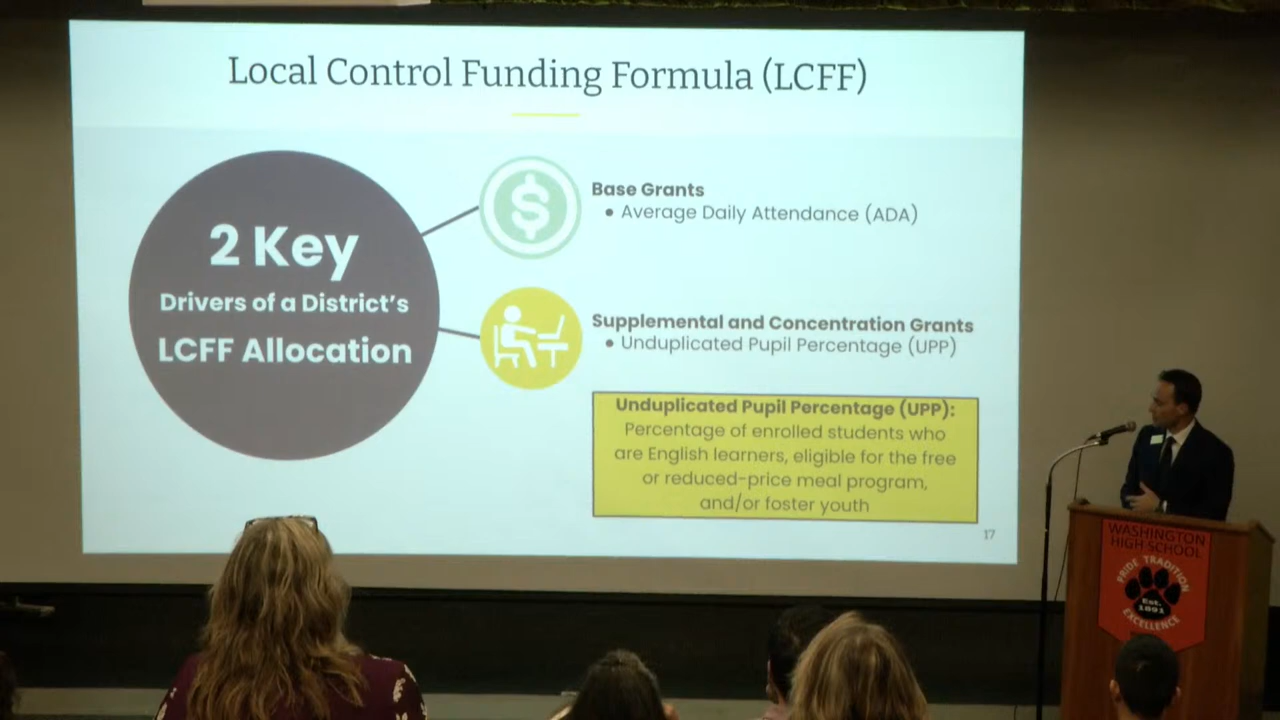 Local Control Funding Formula (LCFF)
2 Key
Drivers of a District's
LCFF Allocation
Base Grants
• Average Daily Attendance (ADA)
Supplemental and Concentration Grants
• Unduplicated Pupil Percentage (UPP)
Unduplicated Pupil Percentage (UPP):
Percentage of enrolled students who
are English learners, eligible for the free
or reduced-price meal program,
and/or foster youth
17
WASHINGTON
HIGH SCHOOL
PRIDE TRADITION
Est.
1891
EXCELLENCE